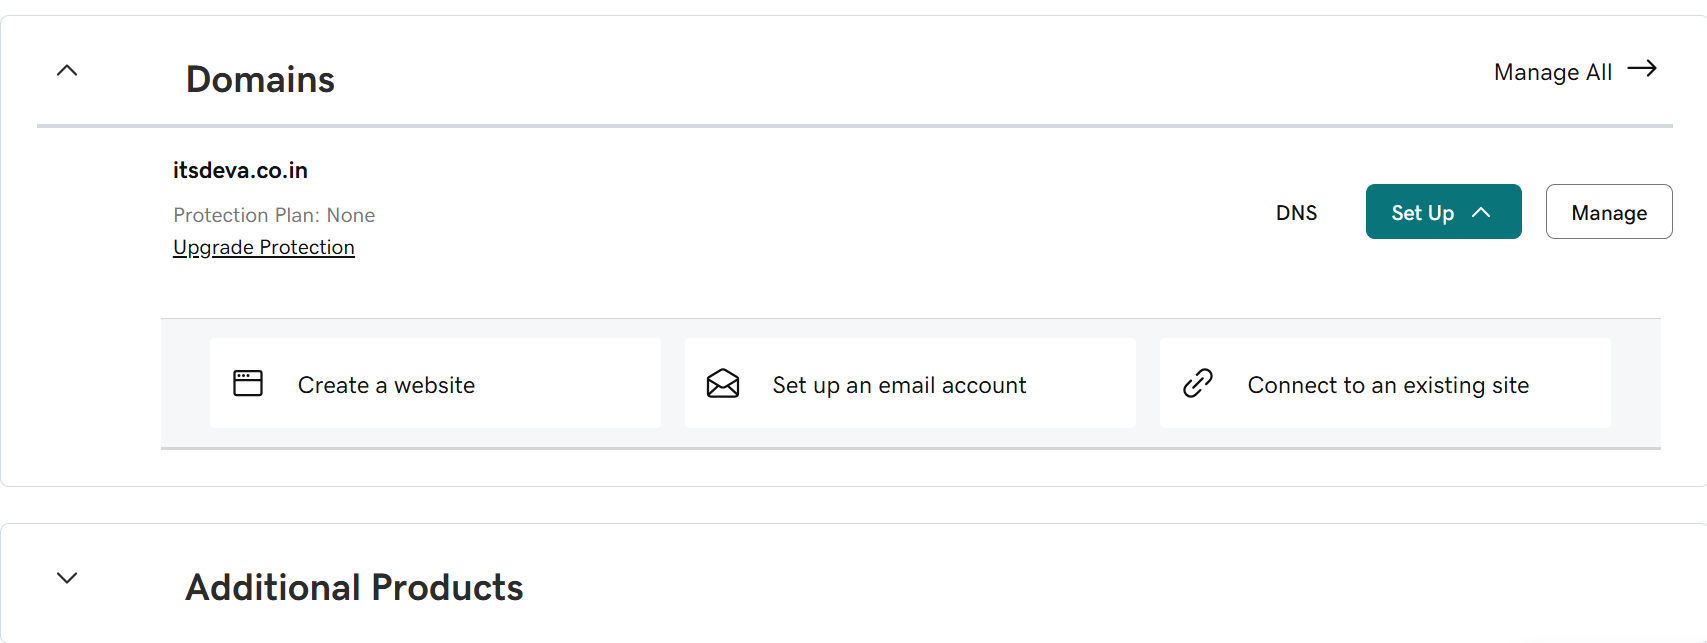 Domains
Manage All
itsdeva.co.in
Protection Plan: None
Upgrade Protection
DNS
Set Up
Manage
Create a website
Set up an email account
Connect to an existing site
Additional Products